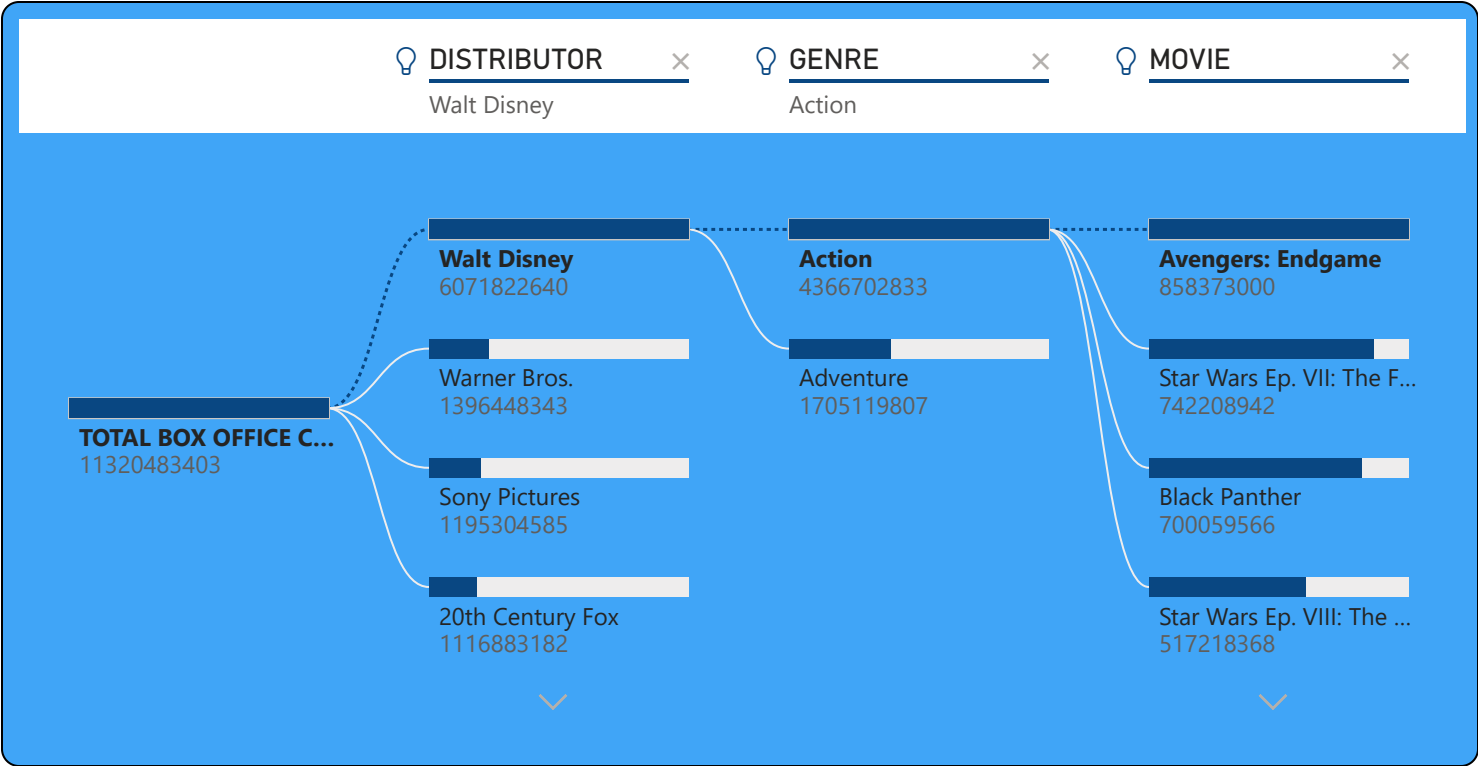 DISTRIBUTOR
GENRE
MOVIE
Walt Disney
Action
Walt Disney
6071822640
Action
4366702833
Avengers: Endgame
858373000
Warner Bros.
1396448343
Adventure
1705119807
Star Wars Ep. VII: The F...
742208942
TOTAL BOX OFFICE C...
11320483403
Sony Pictures
1195304585
Black Panther
700059566
20th Century Fox
1116883182
Star Wars Ep. VIII: The ...
517218368